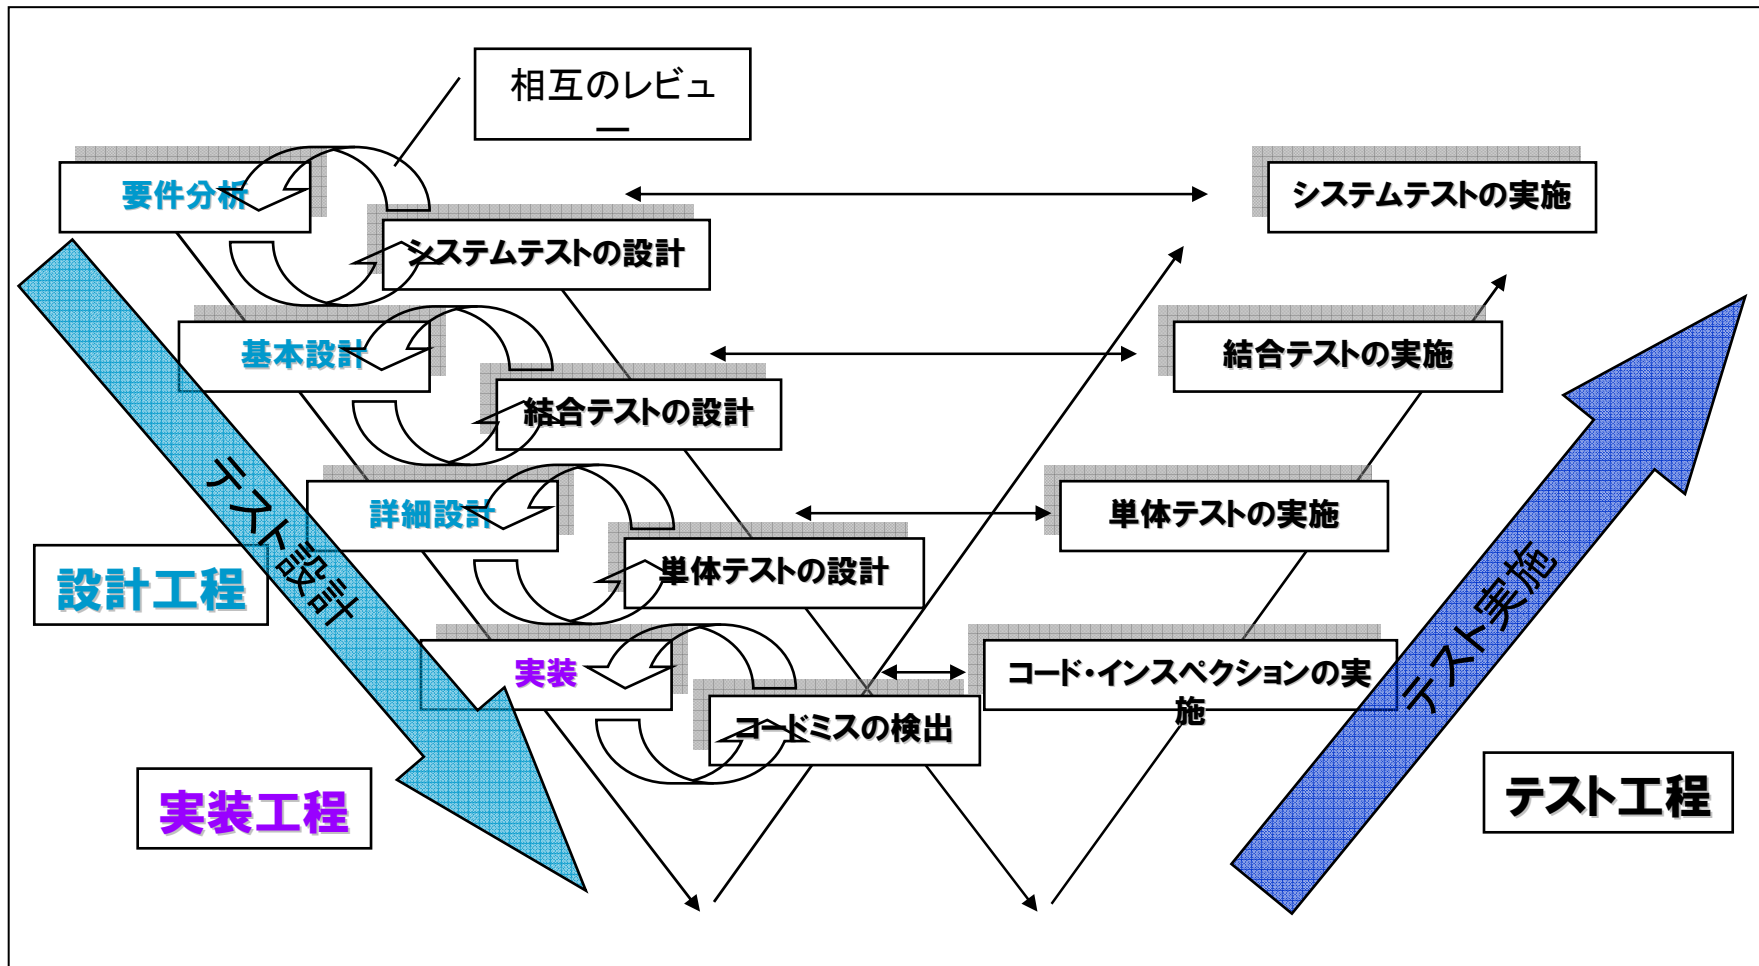 相互のレビュ
ー
要件分析
システムテストの実施
システムテストの設計
基本設計
結合テストの実施
結合テストの設計
詳細設計
単体テストの実施
単体テストの設計
テスト設計
設計工程
テスト実施
実装
コード・インスペクションの実
施
コードミスの検出
実装工程
テスト工程